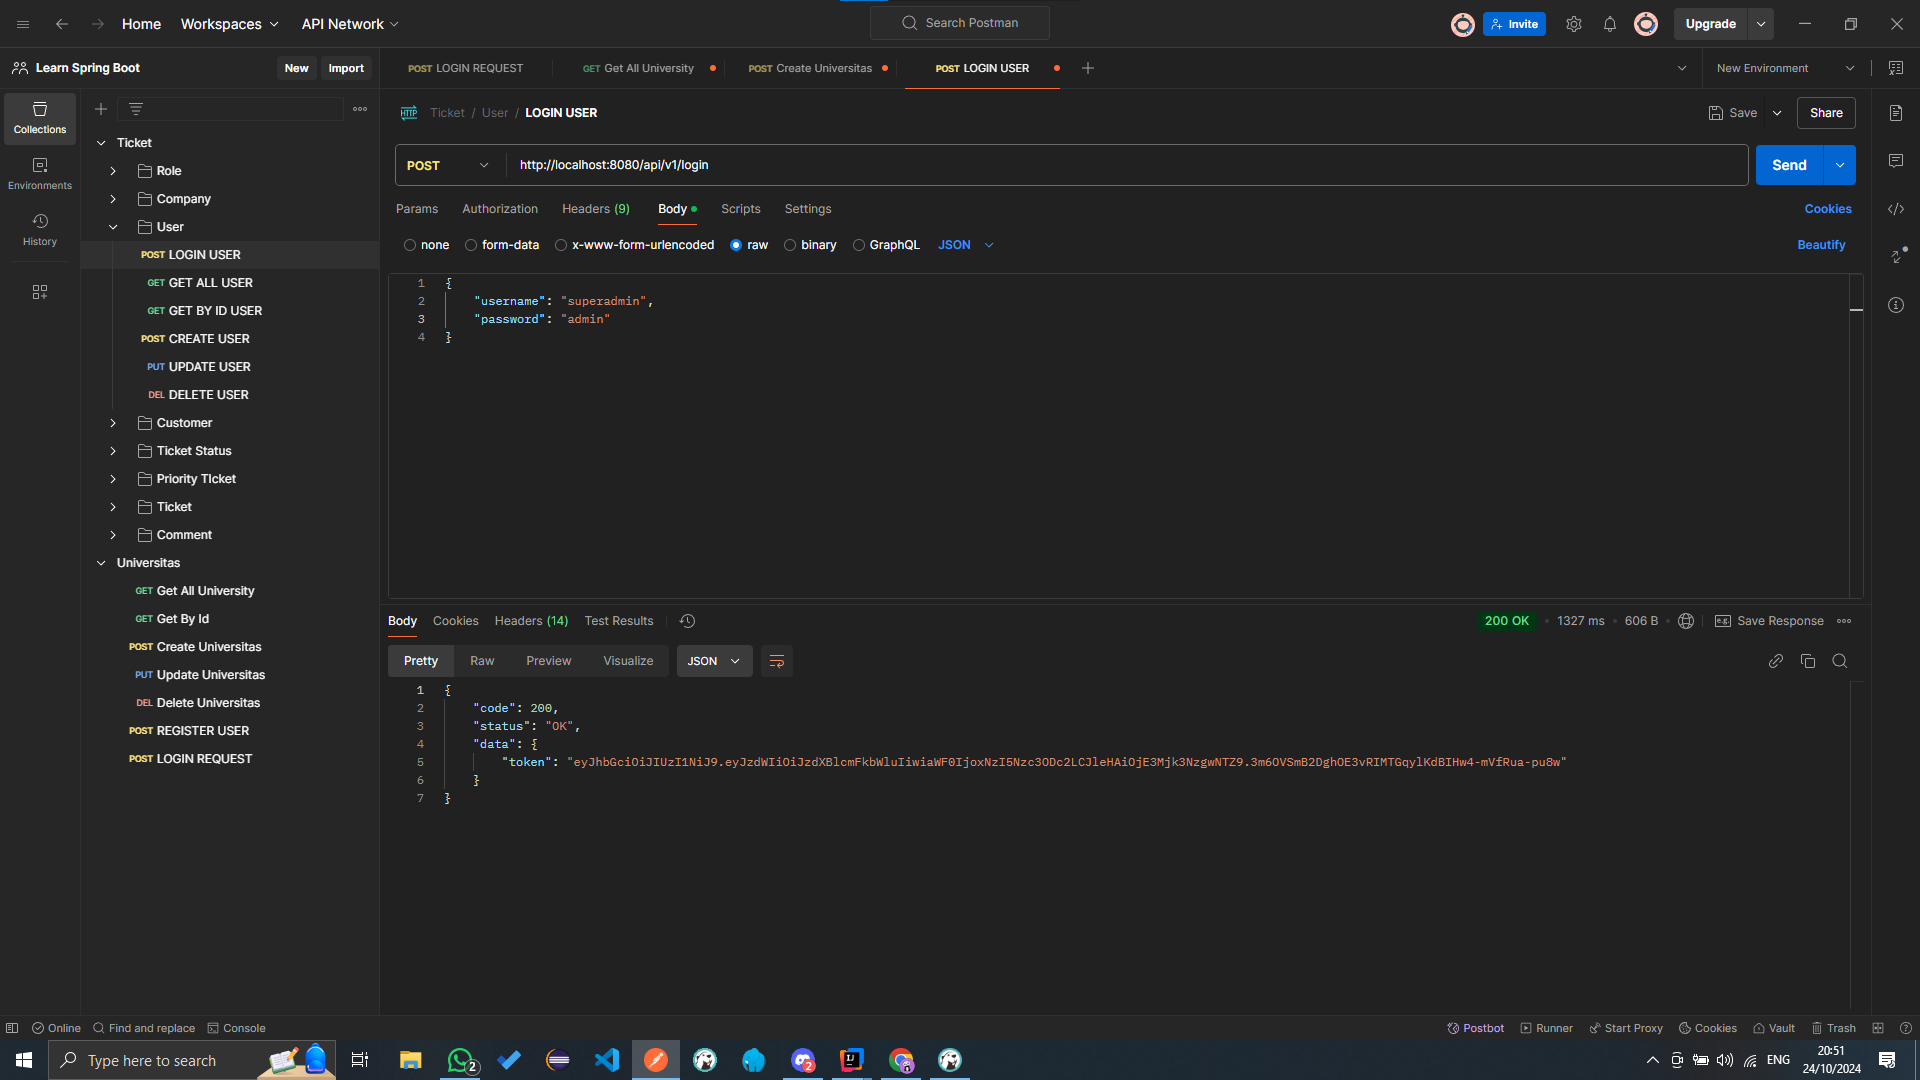 Home
Workspaces
API Network
Search Postman
Invite
Upgrade
Learn Spring Boot
New
Import
POST LOGIN REQUEST
GET Get All University
POST Create Universitas
POST LOGIN USER
New Environment
Collections
Environments
History
Ticket
Role
Company
User
POST LOGIN USER
GET GET ALL USER
GET GET BY ID USER
POST CREATE USER
PUT UPDATE USER
DEL DELETE USER
Customer
Ticket Status
Priority TIcket
Ticket
Comment
Universitas
GET Get All University
GET Get By Id
POST Create Universitas
PUT Update Universitas
DEL Delete Universitas
POST REGISTER USER
POST LOGIN REQUEST
HTTP Ticket / User / LOGIN USER
Save
Share
POST
http://localhost:8080/api/v1/login
Send
Params
Authorization
Headers (9)
Body
Scripts
Settings
Cookies
none
form-data
x-www-form-urlencoded
raw
binary
GraphQL
JSON
Beautify
1 {
2 "username": "superadmin",
3 "password": "admin"
4 }
Body
Cookies
Headers (14)
Test Results
200 OK
1327 ms
606 B
e.g. Save Response
Pretty
Raw
Preview
Visualize
JSON
1 {
2 "code": 200,
3 "status": "OK",
4 "data": {
5 "token": "eyJhbGciOiJIUzI1NiJ9.eyJzdWIiOiJzdXBlcmFkbWluIiwiaWF0IjoxNzI5Nzc3ODc2LCJleHAiOjE3Mjk3NzgwNTZ9.3m6OVSmB2DghOE3vRIMTGqylKdBIHw4-mVfRua-pu8w"
6 }
7 }
Online
Find and replace
Console
Postbot
Runner
Start Proxy
Cookies
Vault
Trash
Type here to search
2
2
ENG
20:51
24/10/2024